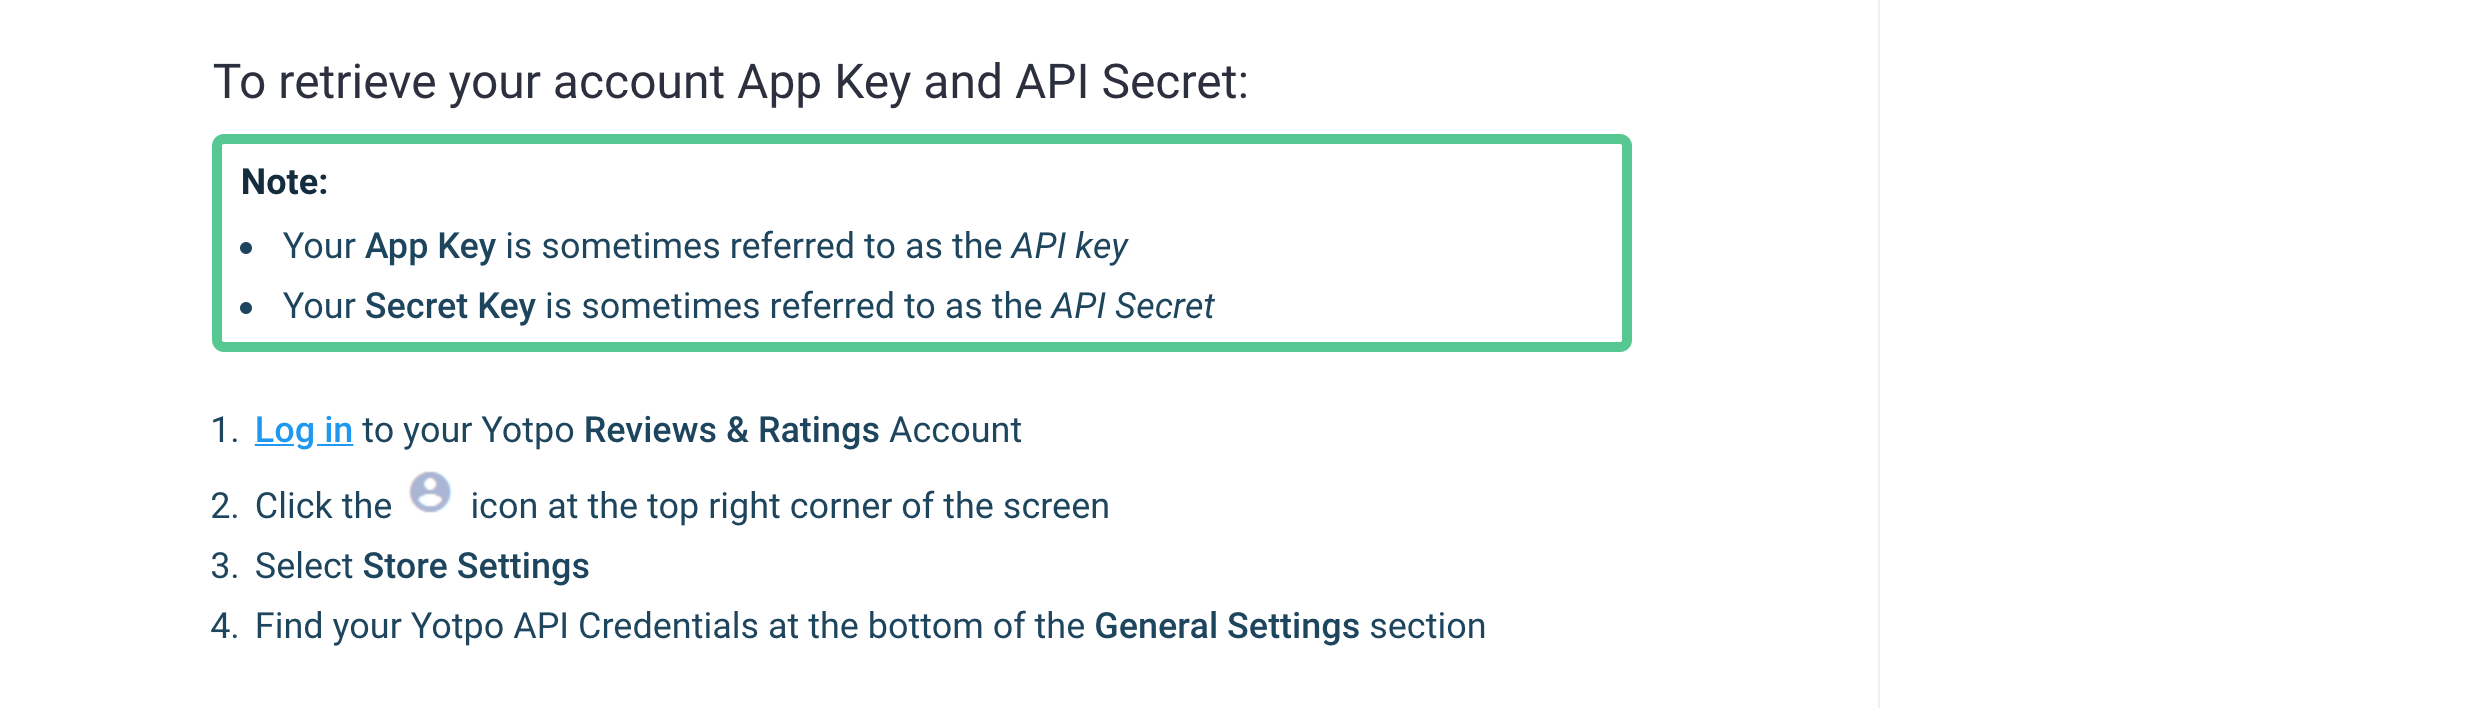 To retrieve your account App Key and API Secret:
Note:
• Your App Key is sometimes referred to as the API key
• Your Secret Key is sometimes referred to as the API Secret
1. Log in to your Yotpo Reviews & Ratings Account
2. Click the icon at the top right corner of the screen
3. Select Store Settings
4. Find your Yotpo API Credentials at the bottom of the General Settings section